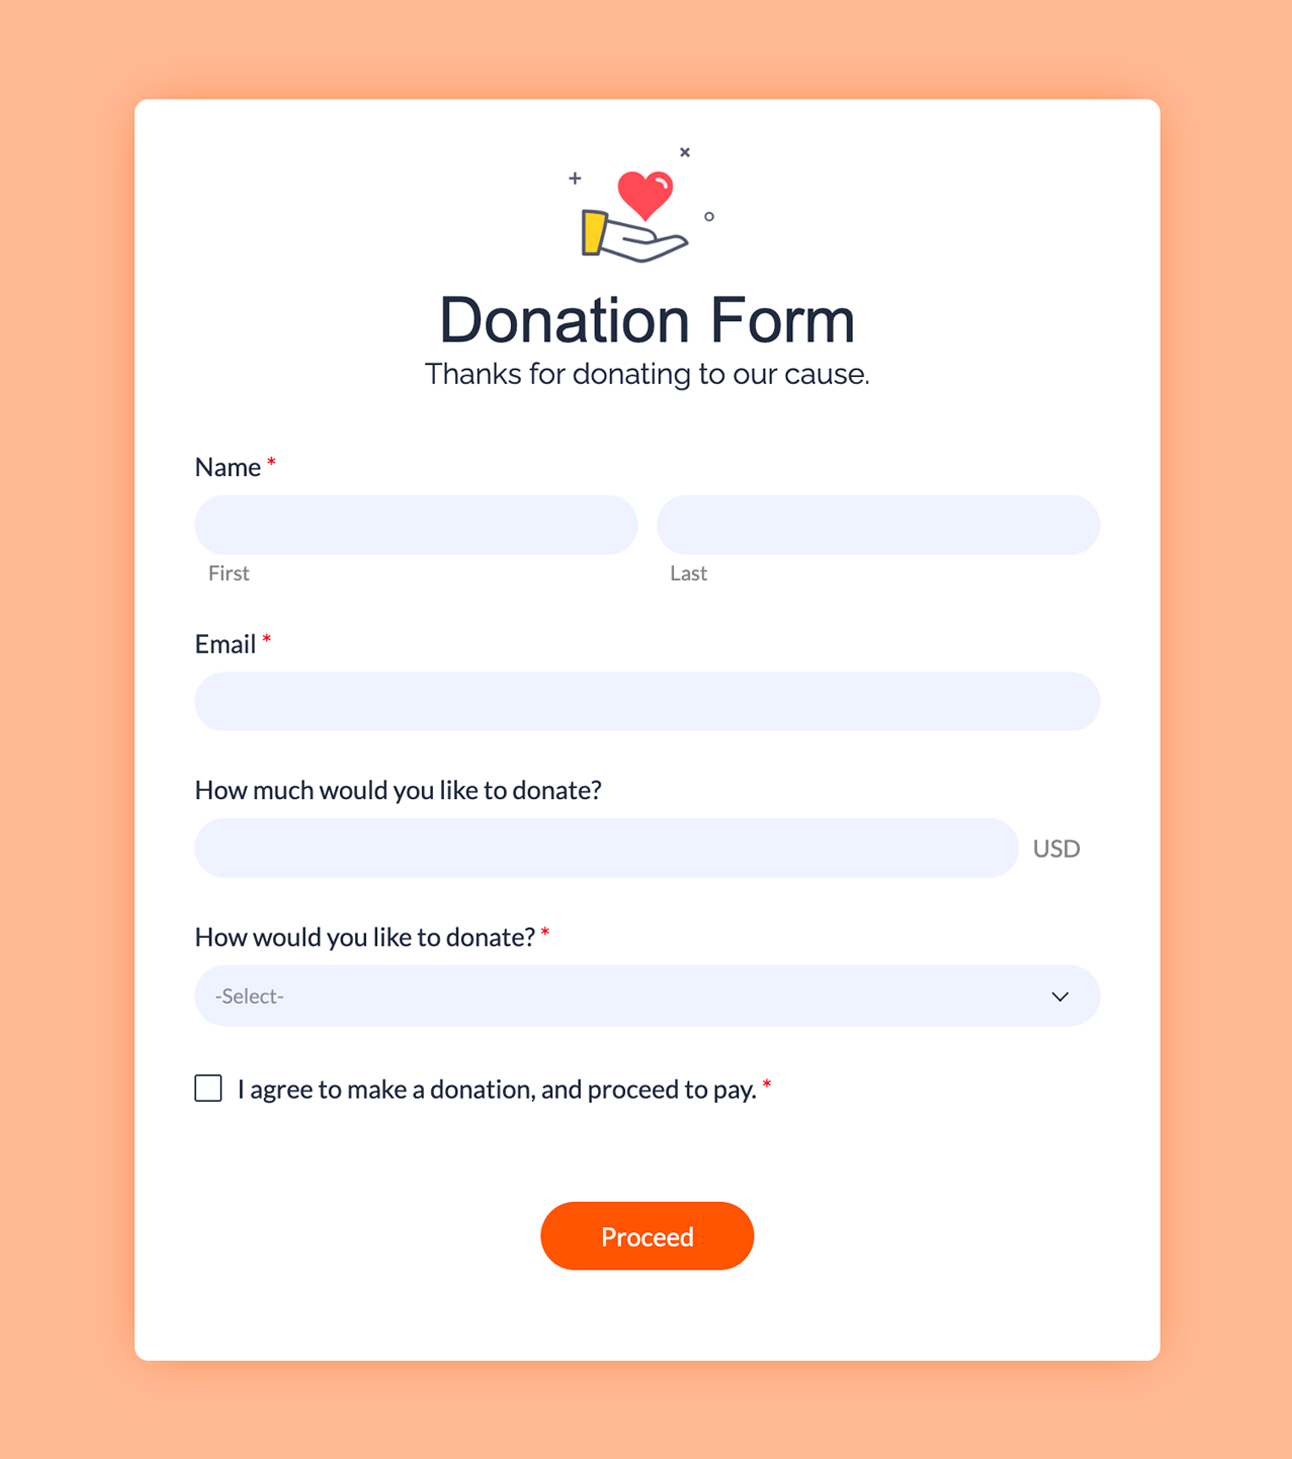 Donation Form
Thanks for donating to our cause.
Name *
First Last
Email *
How much would you like to donate?
USD
How would you like to donate? *
-Select-
I agree to make a donation, and proceed to pay. *
Proceed